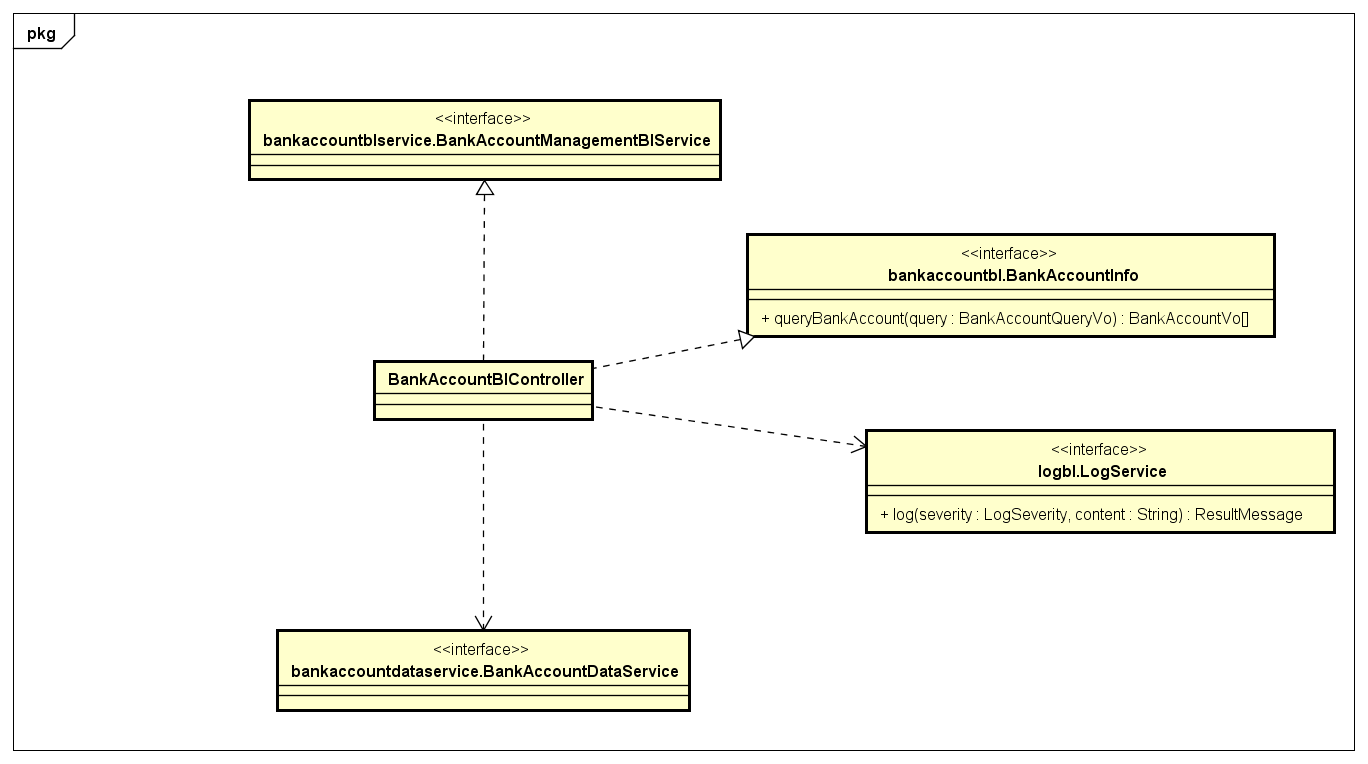 pkg
<<interface>>
bankaccountblservice.BankAccountManagementBlService
<<interface>>
bankaccountbl.BankAccountInfo
+ queryBankAccount(query : BankAccountQueryVo) : BankAccountVo[]
BankAccountBlController
<<interface>>
logbl.LogService
+ log(severity : LogSeverity, content : String) : ResultMessage
<<interface>>
bankaccountdataservice.BankAccountDataService